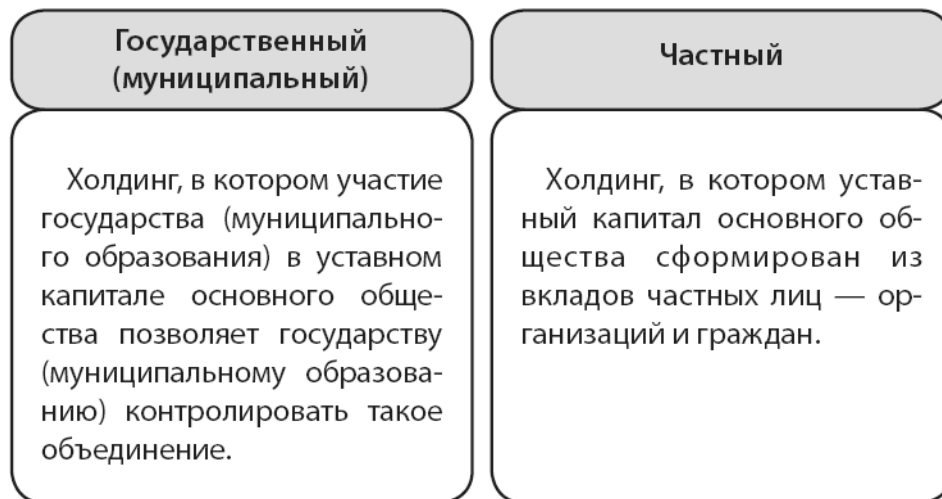 Государственный
(муниципальный)
Холдинг, в котором участие
государства (муниципально-
го образования) в уставном
капитале основного обще-
ства позволяет государству
(муниципальному образова-
нию) контролировать такое
объединение.
Частный
Холдинг, в котором устав-
ный капитал основного об-
щества сформирован из
вкладов частных лиц — ор-
ганизаций и граждан.